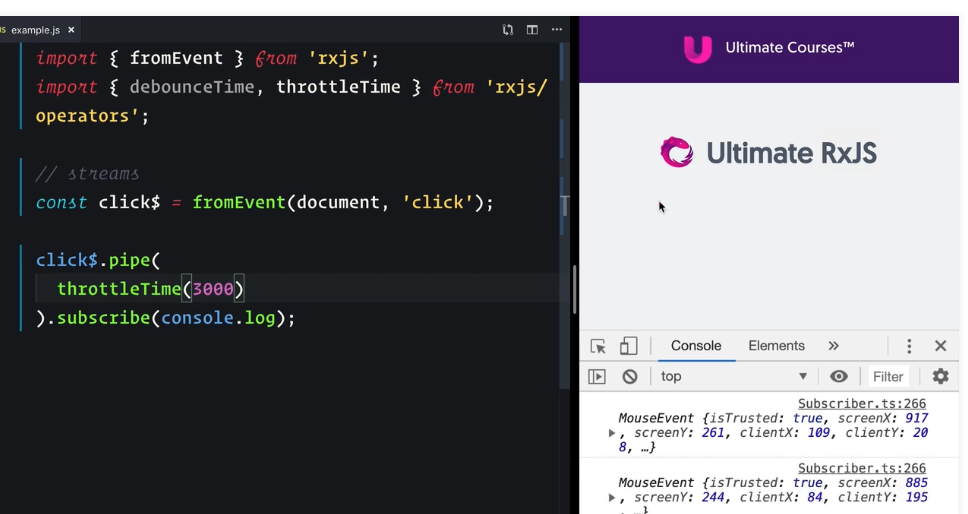 JS example.js ×
import { fromEvent } from 'rxjs';
import { debounceTime, throttleTime } from 'rxjs/
operators';
// streams
const click$ = fromEvent(document, 'click');
click$.pipe(
throttleTime(3000)
).subscribe(console.log);
Ultimate Courses™
Ultimate RxJS
Console Elements »
top Filter
Subscriber.ts:266
MouseEvent {isTrusted: true, screenX: 917
, screenY: 261, clientX: 109, clientY: 20
8, …}
Subscriber.ts:266
MouseEvent {isTrusted: true, screenX: 885
, screenY: 244, clientX: 84, clientY: 195
, …}